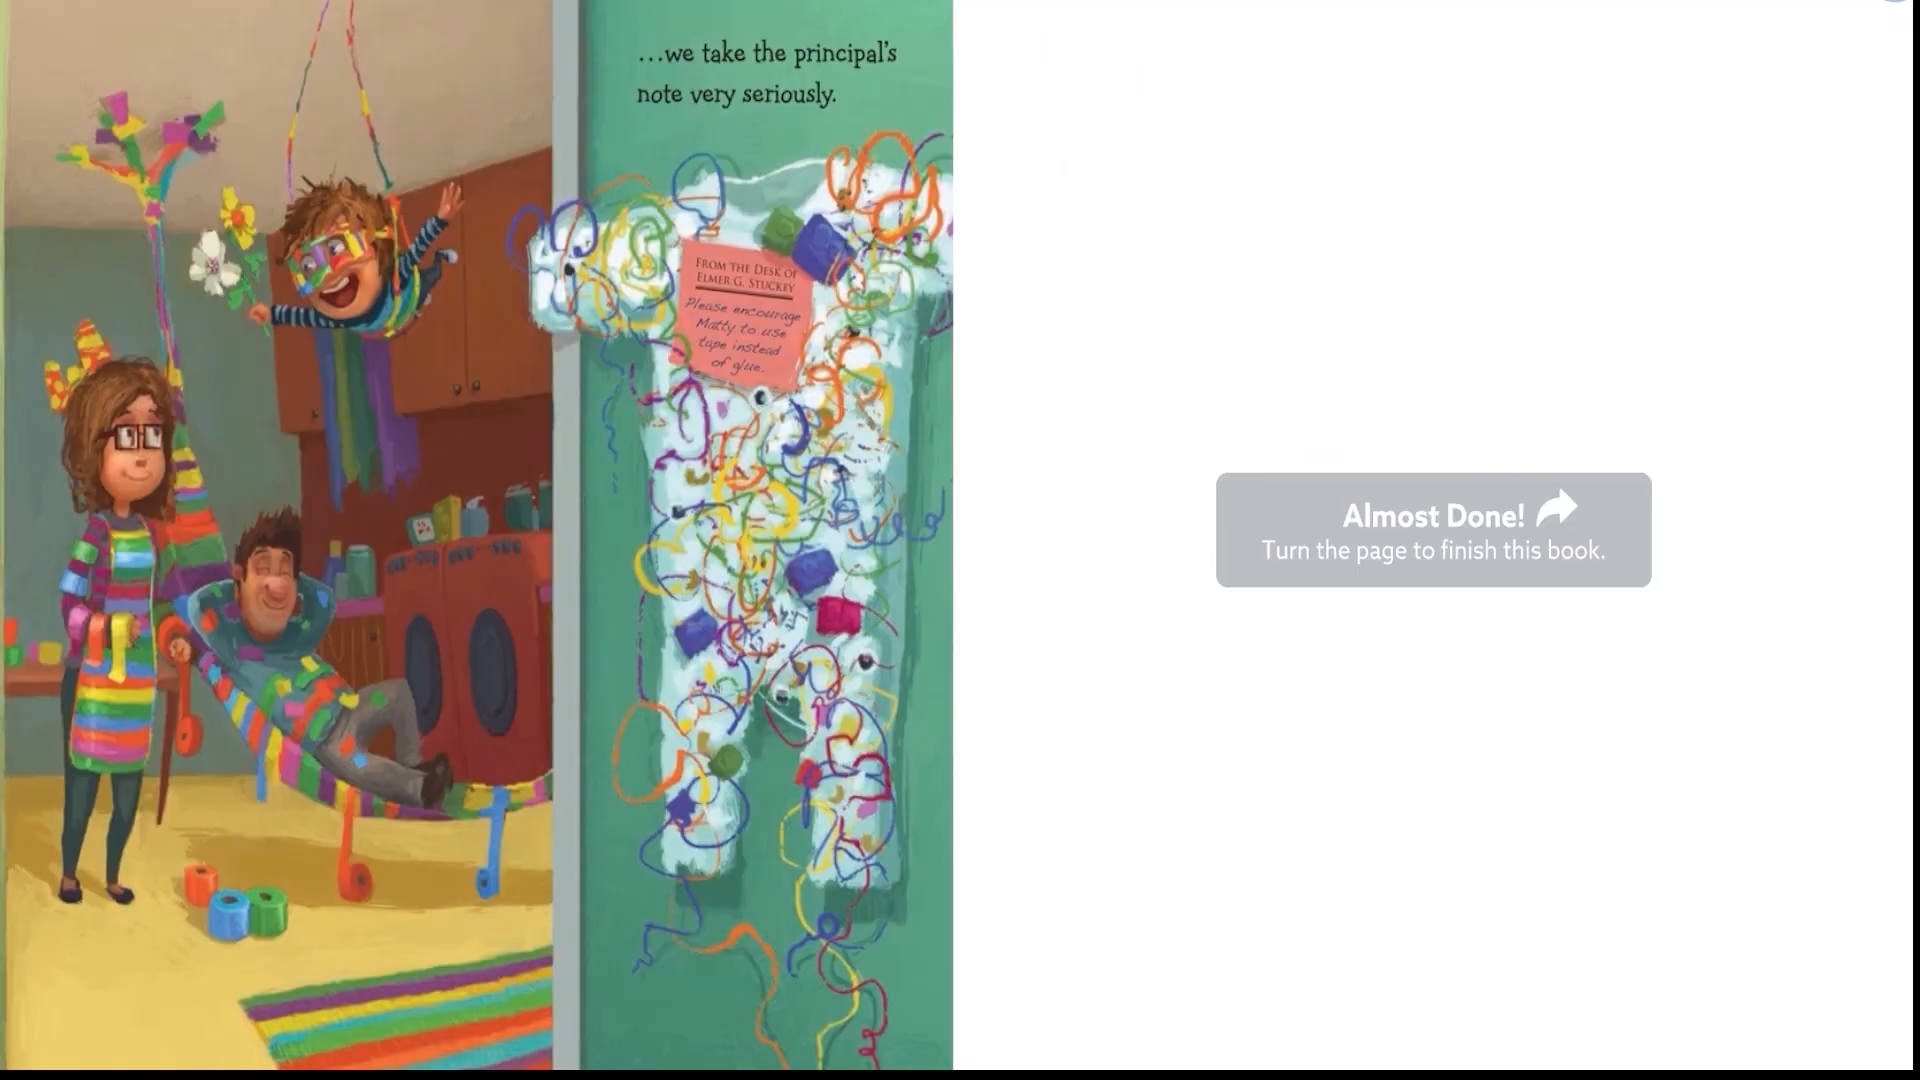 ...we take the principal's
note very seriously.
FROM THE DESK OF
ELMER G. STUCKEY
Please encourage
Matty to use
tape instead
of glue.
Almost Done!
Turn the page to finish this book.